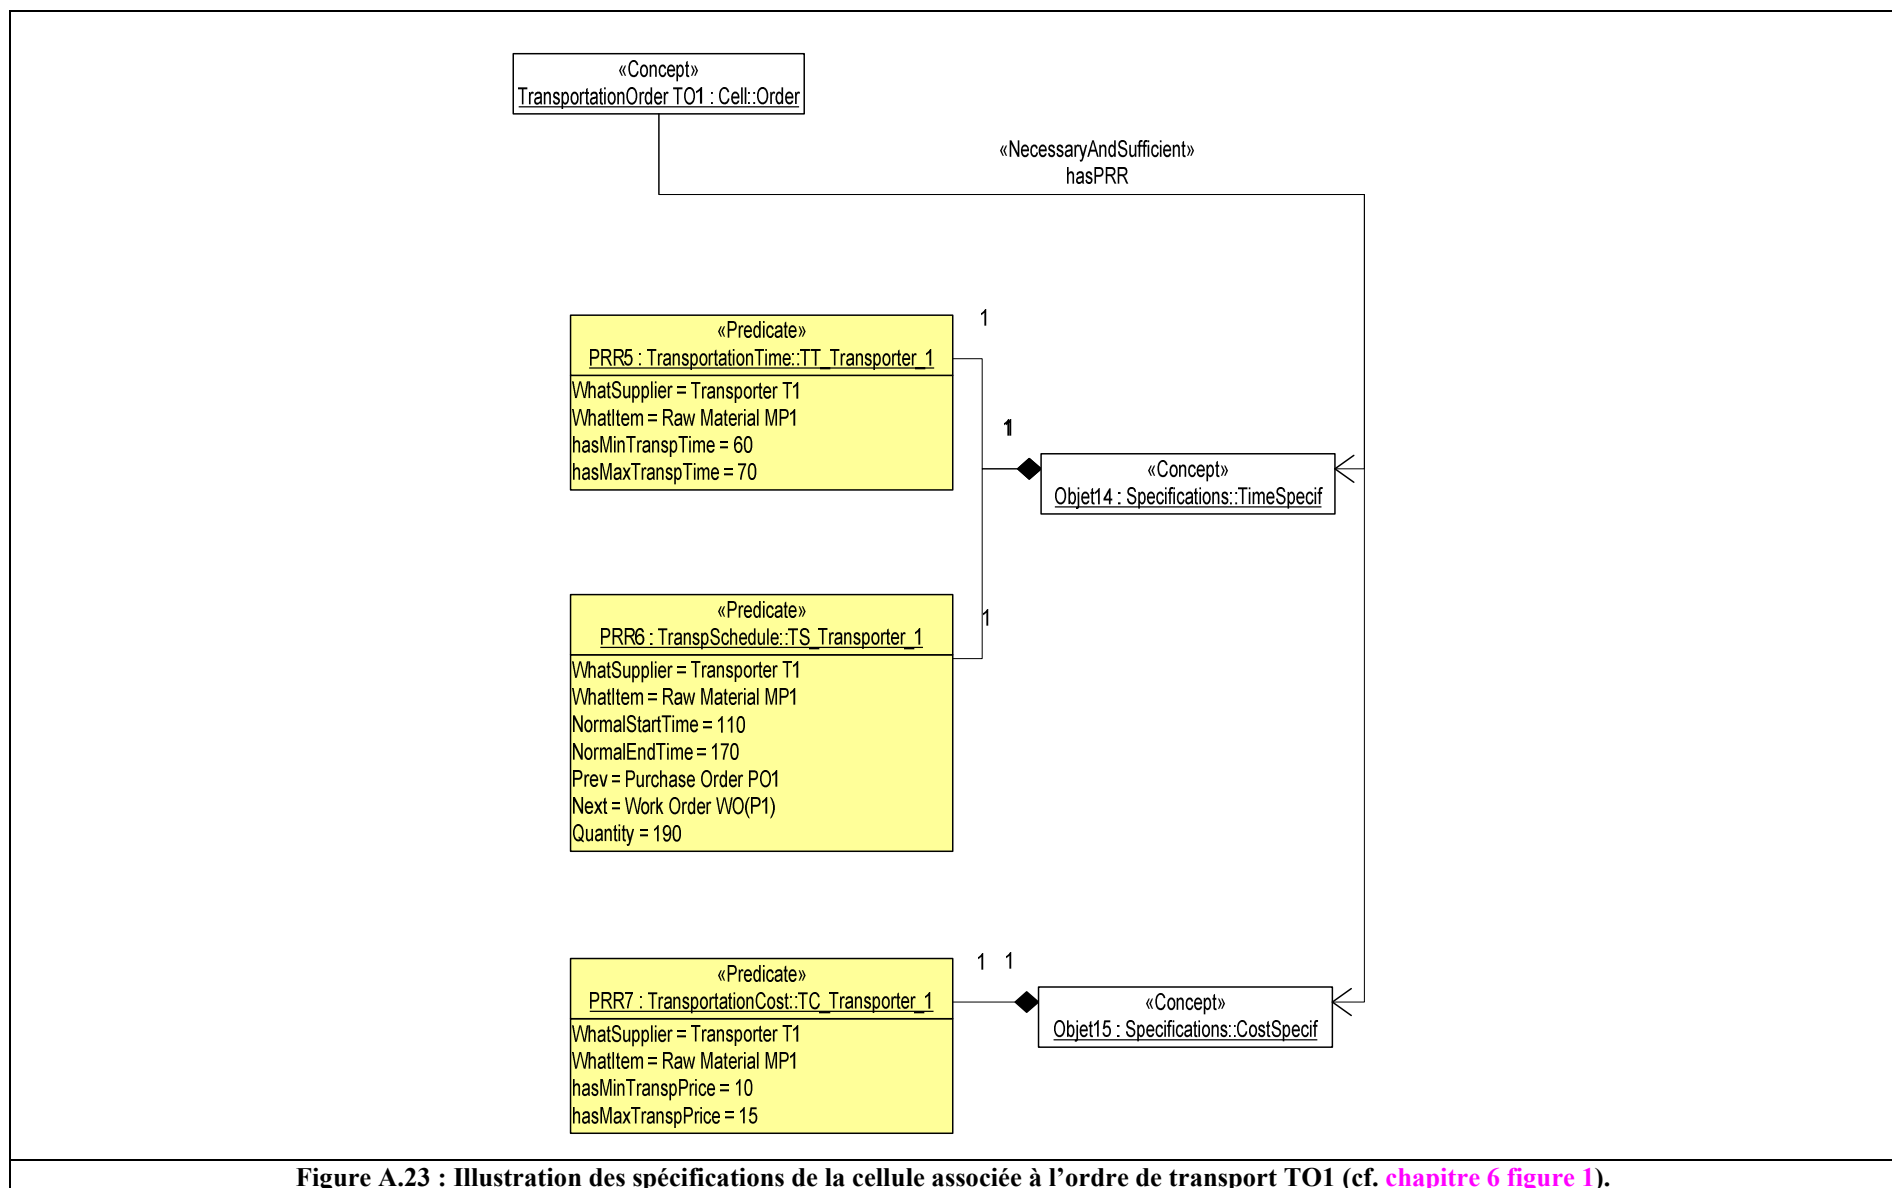 «Concept»
TransportationOrder TO1 : Cell::Order
«NecessaryAndSufficient»
hasPRR
«Predicate»
PRR5 : TransportationTime::TT_Transporter_1
WhatSupplier = Transporter T1
WhatItem = Raw Material MP1
hasMinTranspTime = 60
hasMaxTranspTime = 70
1
1
«Concept»
Objet14 : Specifications::TimeSpecif
«Predicate»
PRR6 : TranspSchedule::TS_Transporter_1
WhatSupplier = Transporter T1
WhatItem = Raw Material MP1
NormalStartTime = 110
NormalEndTime = 170
Prev = Purchase Order PO1
Next = Work Order WO(P1)
Quantity = 190
1
«Predicate»
PRR7 : TransportationCost::TC_Transporter_1
WhatSupplier = Transporter T1
WhatItem = Raw Material MP1
hasMinTranspPrice = 10
hasMaxTranspPrice = 15
1 1
«Concept»
Objet15 : Specifications::CostSpecif
Figure A.23 : Illustration des spécifications de la cellule associée à l'ordre de transport TO1 (cf. chapitre 6 figure 1).